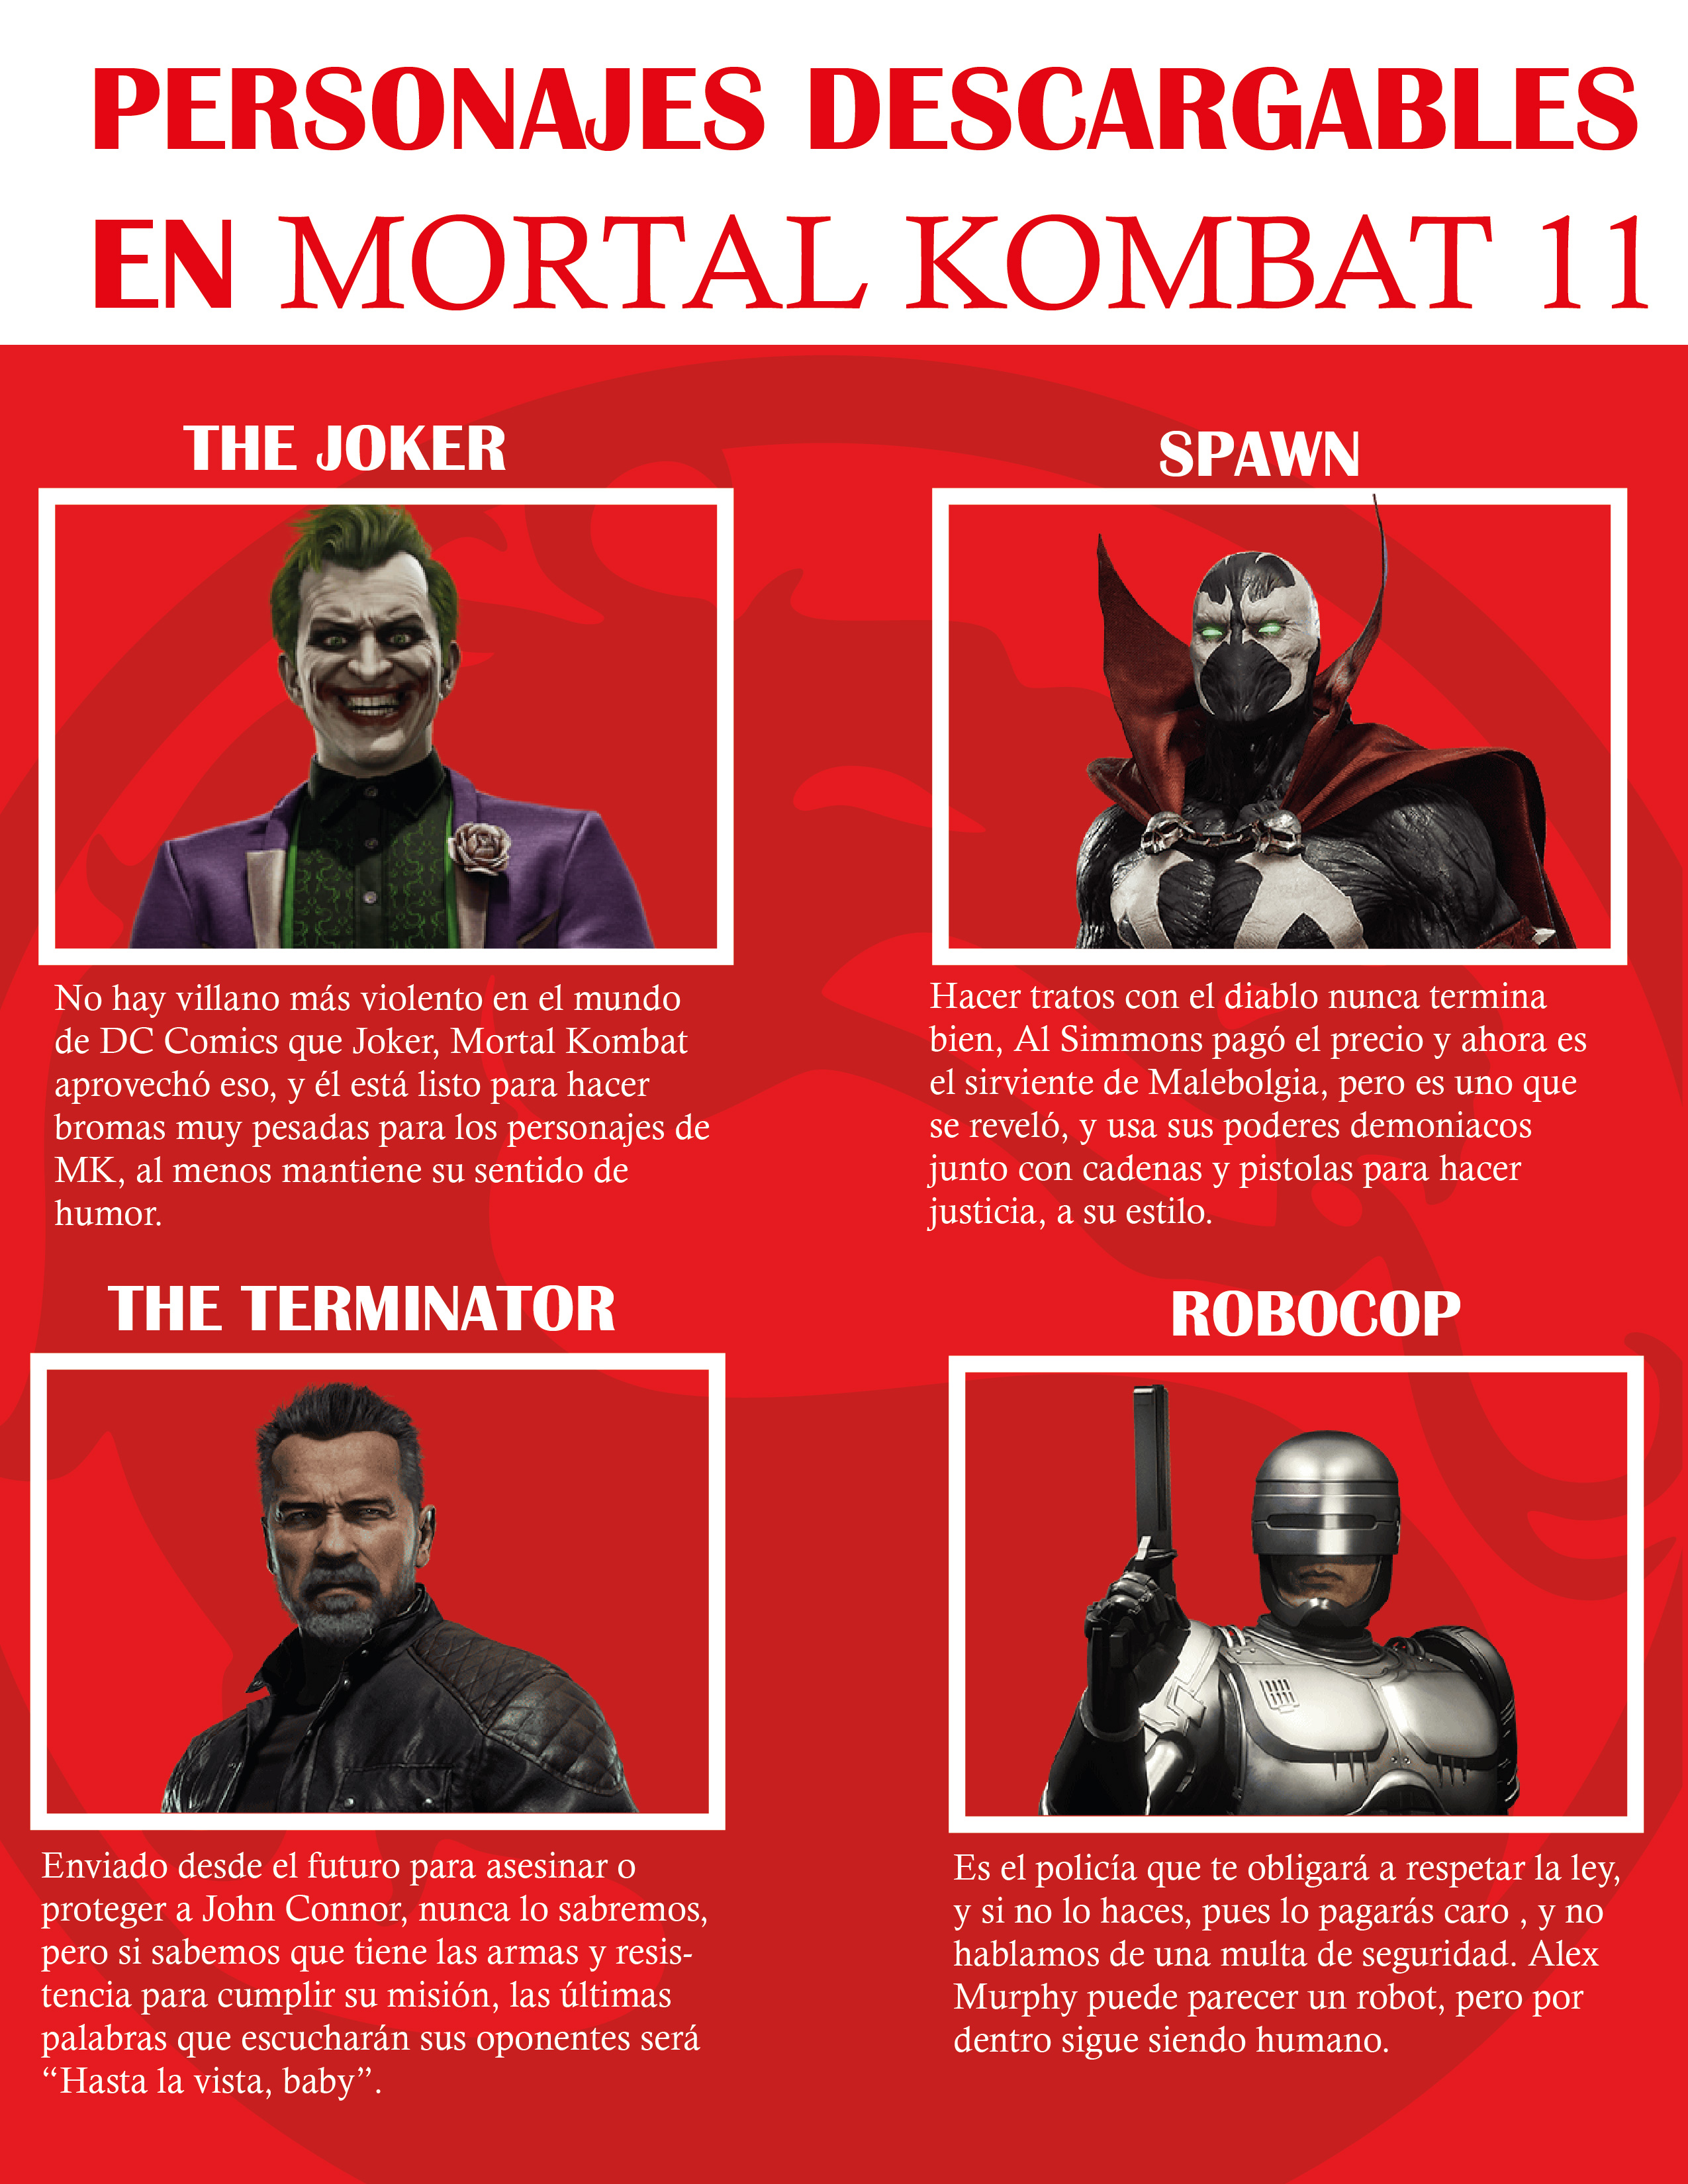 PERSONAJES DESCARGABLES
EN MORTAL KOMBAT 11
THE JOKER
No hay villano más violento en el mundo
de DC Comics que Joker, Mortal Kombat
aprovechó eso, y él está listo para hacer
bromas muy pesadas para los personajes de
MK, al menos mantiene su sentido de
humor.
SPAWN
Hacer tratos con el diablo nunca termina
bien, Al Simmons pagó el precio y ahora es
el sirviente de Malebolgia, pero es uno que
se reveló, y usa sus poderes demoniacos
junto con cadenas y pistolas para hacer
justicia, a su estilo.
THE TERMINATOR
Enviado desde el futuro para asesinar o
proteger a John Connor, nunca lo sabremos,
pero si sabemos que tiene las armas y resis-
tencia para cumplir su misión, las últimas
palabras que escucharán sus oponentes será
“Hasta la vista, baby”.
ROBOCOP
Es el policía que te obligará a respetar la ley,
y si no lo haces, pues lo pagarás caro , y no
hablamos de una multa de seguridad. Alex
Murphy puede parecer un robot, pero por
dentro sigue siendo humano.